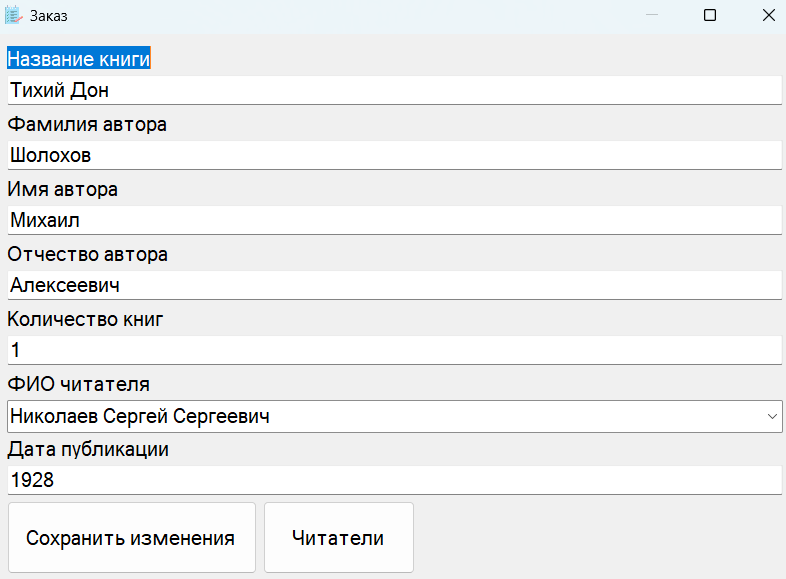 Заказ
Название книги
Тихий Дон
Фамилия автора
Шолохов
Имя автора
Михаил
Отчество автора
Алексеевич
Количество книг
1
ФИО читателя
Николаев Сергей Сергеевич
Дата публикации
1928
Сохранить изменения Читатели